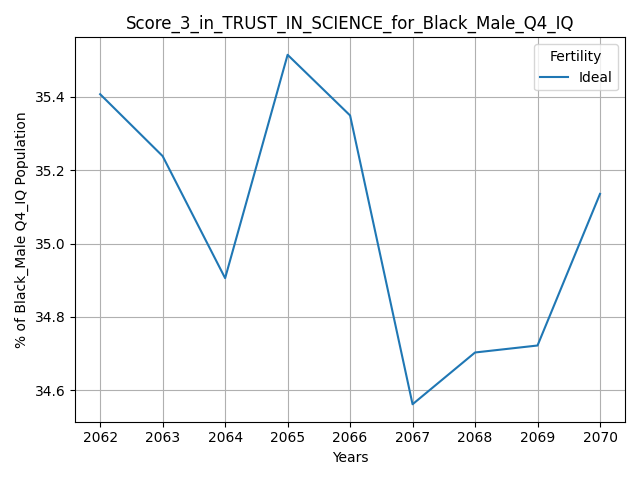 Score_3_in_TRUST_IN_SCIENCE_for_Black_Male_Q4_IQ
Fertility
Ideal
% of Black_Male Q4_IQ Population
35.4
35.2
35.0
34.8
34.6
2062 2063 2064 2065 2066 2067 2068 2069 2070
Years